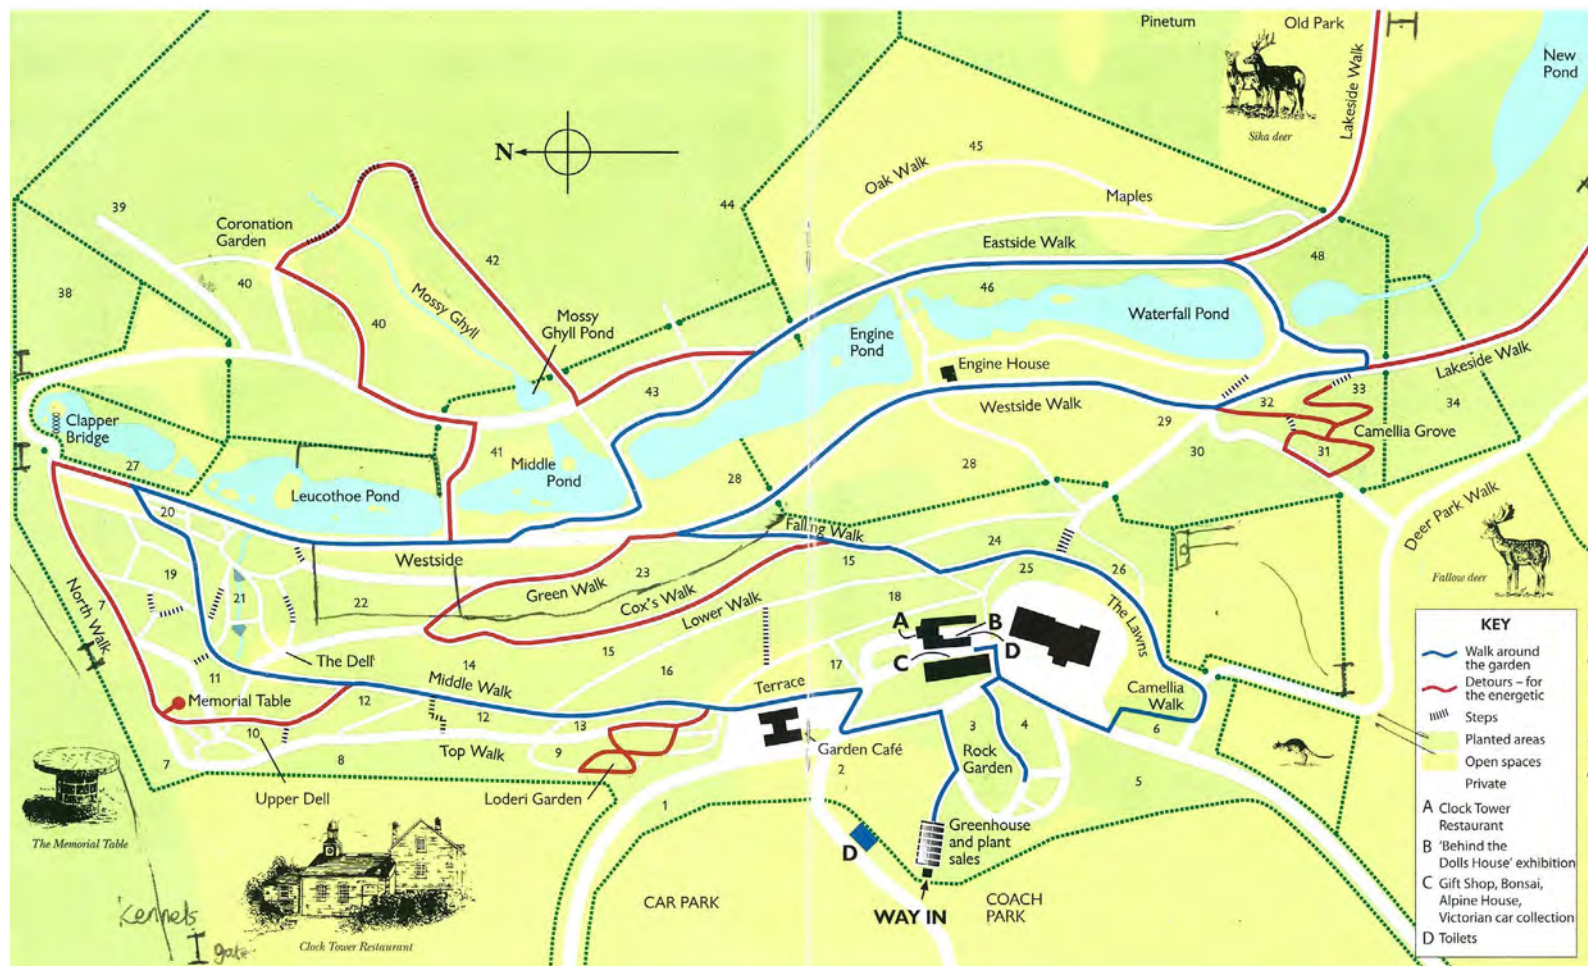 Pinetum
Old Park
New
Pond
Lakeside Walk
Sika deer
N
45
Oak Walk
Maples
44
39
Coronation
Garden
42
Eastside Walk
48
40
38
46
Mossy Ghyll
40
Mossy
Ghyll Pond
Waterfall Pond
Engine
Pond
Engine House
Lakeside Walk
43
33
Westside Walk
32
34
29
Clapper
Bridge
Camellia Grove
41
31
30
27
Middle
Pond
28
28
Leucothoe Pond
Deer Park Walk
20
Falling Walk
24
Westside
15
25
26
19
23
Green Walk
Fallow deer
21
22
Cox's Walk
18
7
Lower Walk
A
B
The Lawns
North Walk
15
C
D
The Dell
14
16
17
11
Middle Walk
Terrace
Camellia
Walk
Memorial Table
12
12
13
3
4
6
10
Top Walk
Garden Café
Rock
Garden
7
8
9
2
5
Upper Dell
Loderi Garden
1
The Memorial Table
Greenhouse
and plant
sales
D
CAR PARK
WAY IN
COACH
PARK
Kennels
gate
Clock Tower Restaurant
KEY
Walk around
the garden
Detours – for
the energetic
Steps
Planted areas
Open spaces
Private
A Clock Tower
Restaurant
B 'Behind the
Dolls House' exhibition
C Gift Shop, Bonsai,
Alpine House,
Victorian car collection
D Toilets